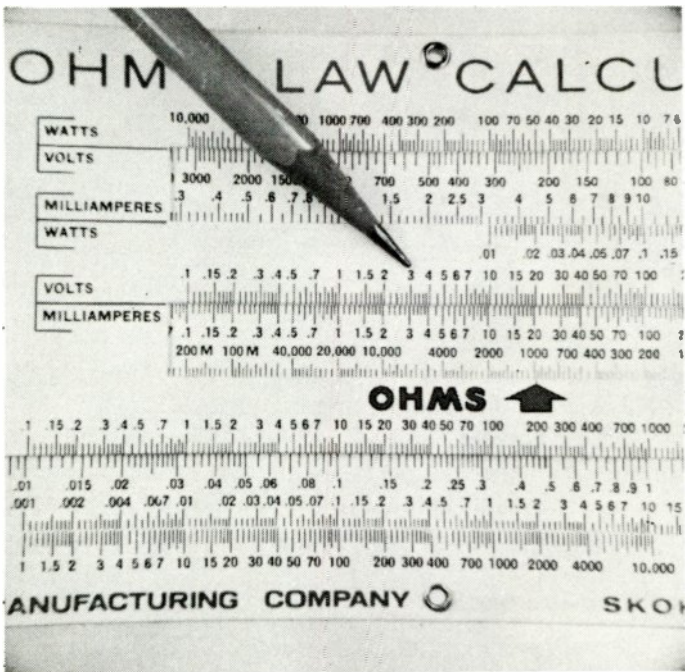 OHM LAW CALCU
10,000 1000 700 400 300 200 100 70 50 40 30 20 15 10 7
WATTS
VOLTS
3000 2000 700 500 400 300 200 150 100 80
MILLIAMPERES
.3 .4 .5 .6 .7 1.5 2 2.5 3 4 5 6 7 8 9 10
WATTS
.01 .02 .03 .04 .05 .07 .1 .15
VOLTS
.1 .15 .2 .3 .4 .5 .7 1 1.5 2 3 4 5 6 7 10 15 20 30 40 50 70 100
MILLIAMPERES
.1 .15 .2 .3 .4 .5 .7 1 1.5 2 3 4 5 6 7 10 15 20 30 40 50 70 100
200 M 100 M 40,000 20,000 10,000 4000 2000 1000 700 400 300 200
OHMS
.1 .15 .2 .3 .4 .5 .7 1 1.5 2 3 4 5 6 7 10 15 20 30 40 50 70 100 200 300 400 700 1000
.01 .015 .02 .03 .04 .05 .06 .08 .1 .15 .2 .25 .3 .4 .5 .6 .7 .8 .9 1
.001 .002 .004 .007 .01 .02 .03 .04 .05 .07 .1 .15 .2 .3 .4 .5 .7 1 1.5 2 3 4 5 6 7 10 15
1 1.5 2 3 4 5 6 7 10 15 20 30 40 50 70 100 200 300 400 700 1000 2000 4000 10.000
ANUFACTURING COMPANY SKO